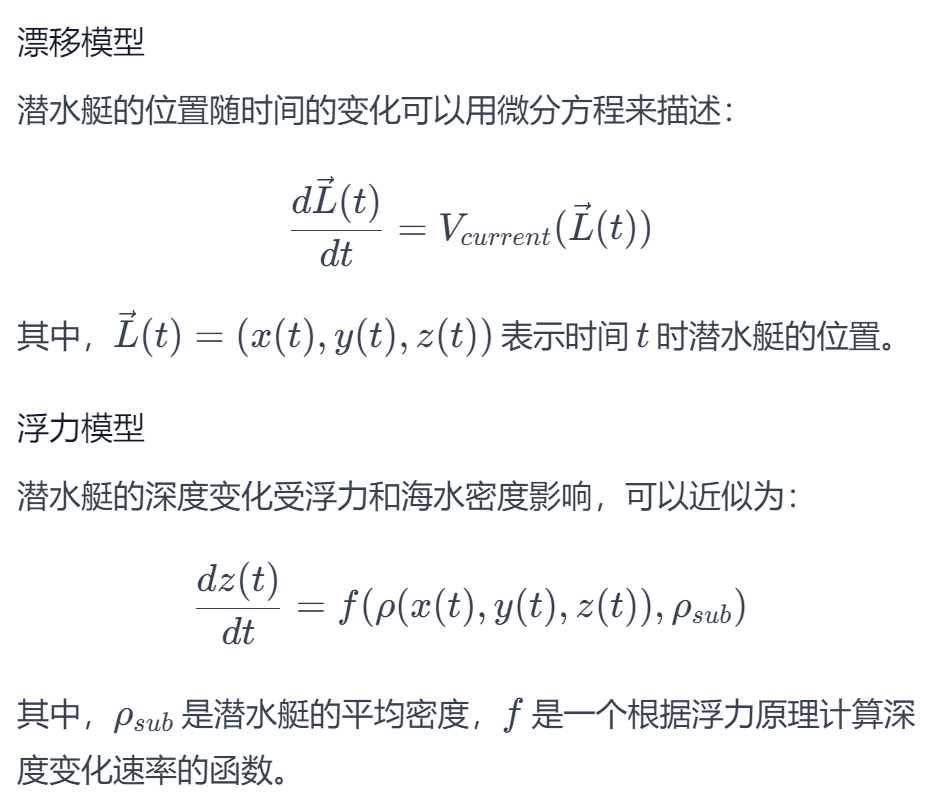 漂移模型
潜水艇的位置随时间的变化可以用微分方程来描述：
$$\frac{d\vec{L}(t)}{dt} = V_{current}(\vec{L}(t))$$
其中，$\vec{L}(t) = (x(t), y(t), z(t))$ 表示时间 $t$ 时潜水艇的位置。
浮力模型
潜水艇的深度变化受浮力和海水密度影响，可以近似为：
$$\frac{dz(t)}{dt} = f(\rho(x(t), y(t), z(t)), \rho_{sub})$$
其中，$\rho_{sub}$ 是潜水艇的平均密度，$f$ 是一个根据浮力原理计算深
度变化速率的函数。